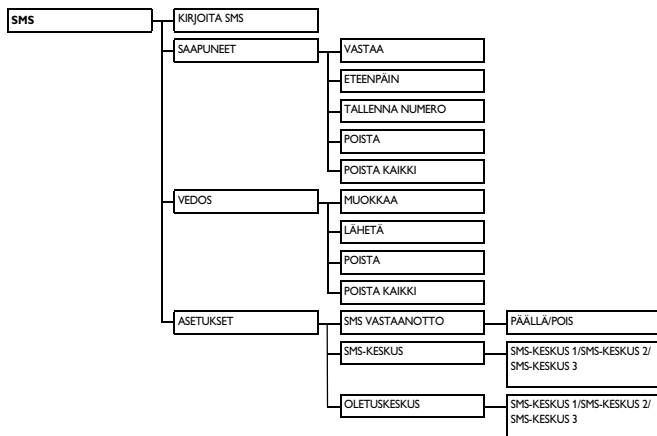 SMS
KIRJOITA SMS
SAAPUNEET
VASTAA
ETEENPÄIN
TALLENNA NUMERO
POISTA
POISTA KAIKKI
VEDOS
MUOKKAA
LÄHETÄ
POISTA
POISTA KAIKKI
ASETUKSET
SMS VASTAANOTTO
PÄÄLLÄ/POIS
SMS-KESKUS
SMS-KESKUS 1/SMS-KESKUS 2/
SMS-KESKUS 3
OLETUSKESKUS
SMS-KESKUS 1/SMS-KESKUS 2/
SMS-KESKUS 3